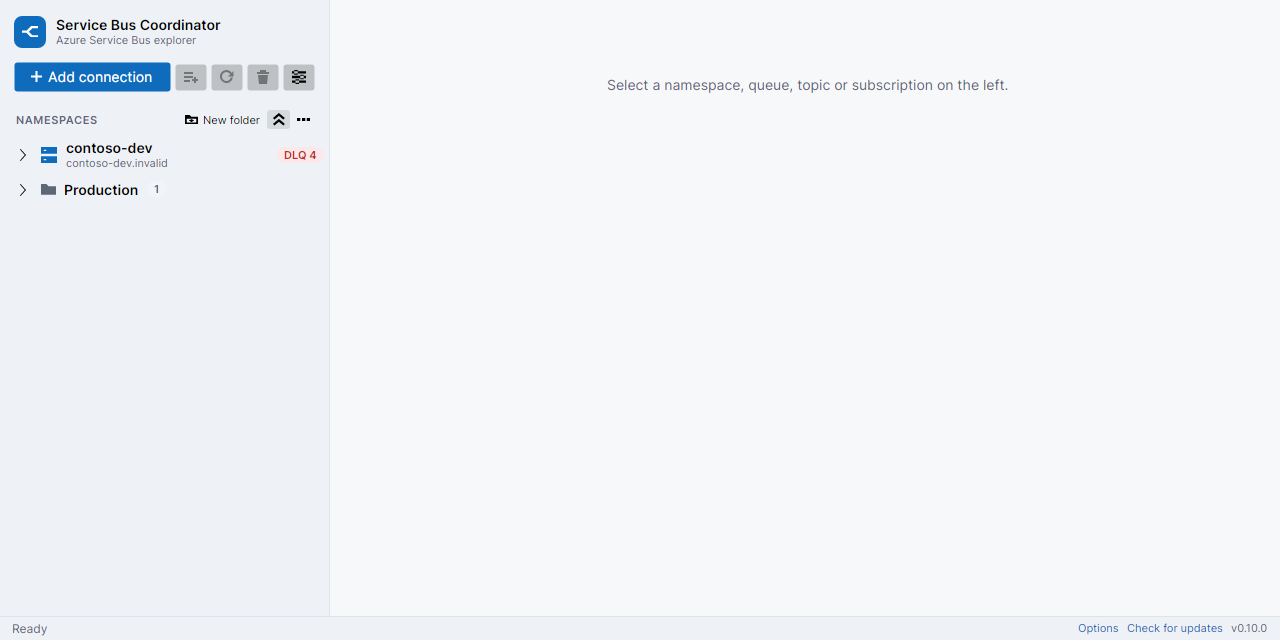 Service Bus Coordinator
Azure Service Bus explorer
Add connection
NAMESPACES
New folder
contoso-dev
contoso-dev.invalid
DLQ 4
Production 1
Select a namespace, queue, topic or subscription on the left.
Ready
Options Check for updates v0.10.0